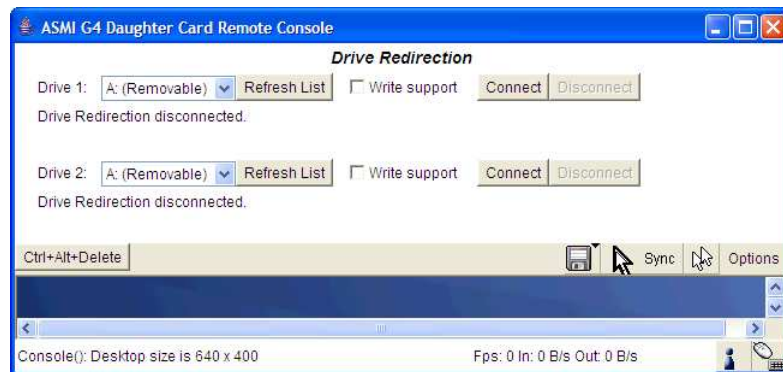 ASMI G4 Daughter Card Remote Console
Drive Redirection
Drive 1: A: (Removable) Refresh List Write support Connect Disconnect
Drive Redirection disconnected.
Drive 2: A: (Removable) Refresh List Write support Connect Disconnect
Drive Redirection disconnected.
Ctrl+Alt+Delete Sync Options
Console(): Desktop size is 640 x 400 Fps: 0 In: 0 B/s Out: 0 B/s